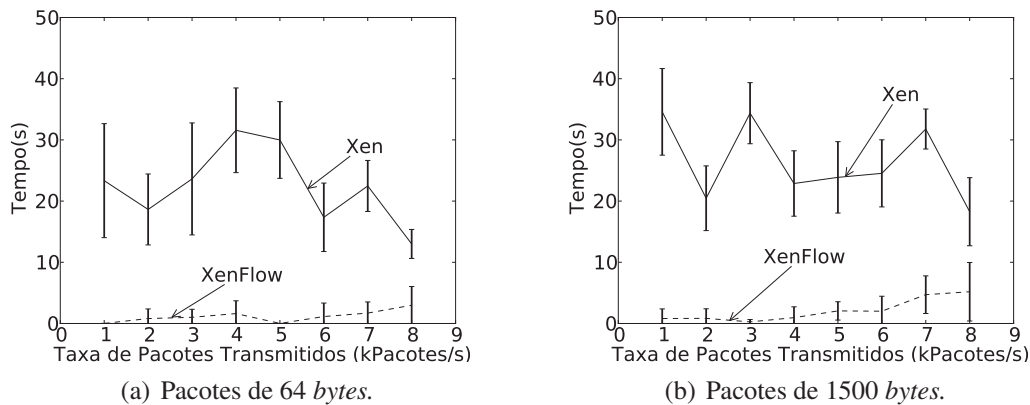 50
40
30
20
10
0
Tempo(s)
Xen
XenFlow
0 1 2 3 4 5 6 7 8 9
Taxa de Pacotes Transmitidos (kPacotes/s)
(a) Pacotes de 64 bytes.
50
40
30
20
10
0
Tempo(s)
Xen
XenFlow
0 1 2 3 4 5 6 7 8 9
Taxa de Pacotes Transmitidos (kPacotes/s)
(b) Pacotes de 1500 bytes.